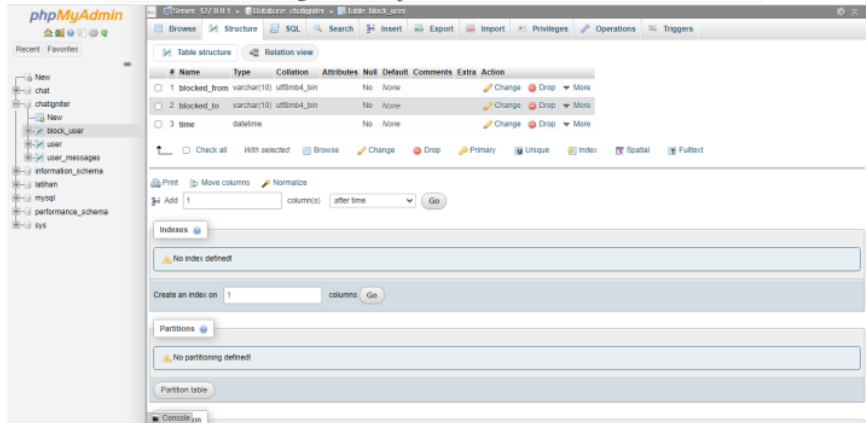 phpMyAdmin
Recent Favorites
New
chat
chatigniter
New
block_user
user
user_messages
information_schema
latihan
mysql
performance_schema
sys
Server: 127.0.0.1 » Database: chatigniter » Table: block_user
Browse Structure SQL Search Insert Export Import Privileges Operations Triggers
Table structure Relation view
# Name Type Collation Attributes Null Default Comments Extra Action
1 blocked_from varchar(10) utf8mb4_bin No None Change Drop More
2 blocked_to varchar(10) utf8mb4_bin No None Change Drop More
3 time datetime No None Change Drop More
Check all With selected: Browse Change Drop Primary Unique Index Spatial Fulltext
Print Move columns Normalize
Add 1 column(s) after time Go
Indexes
No index defined!
Create an index on 1 columns Go
Partitions
No partitioning defined!
Partition table
Console